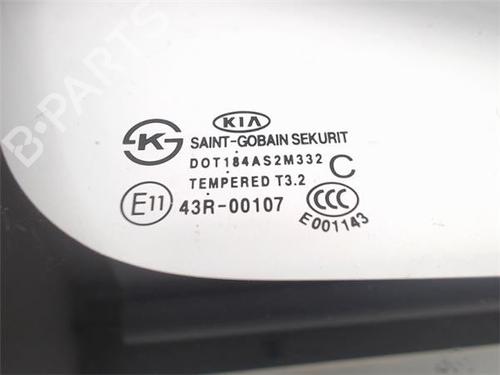 KIA
SAINT-GOBAIN SEKURIT
DOT184AS2M332 C
TEMPERED T3.2
E11 43R-00107
CCC
E001143
B-PARTS